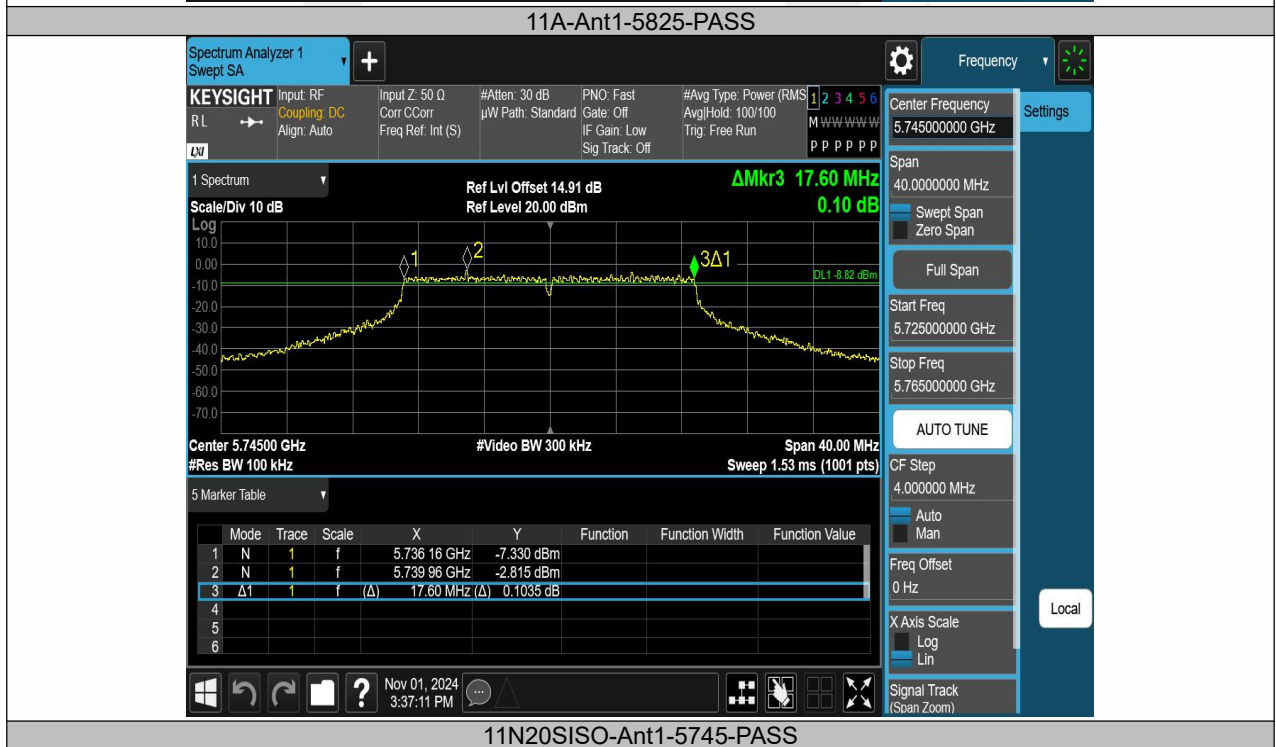 11A-Ant1-5825-PASS
Spectrum Analyzer 1
Swept SA
+
Frequency
KEYSIGHT
RL
LXI
Input: RF
Coupling: DC
Align: Auto
Input Z: 50 Ω
Corr CCorr
Freq Ref: Int (S)
#Atten: 30 dB
µW Path: Standard
PNO: Fast
Gate: Off
IF Gain: Low
Sig Track: Off
#Avg Type: Power (RMS
Avg|Hold: 100/100
Trig: Free Run
1 2 3 4 5 6
M W W W W W
P P P P P P
Center Frequency
5.745000000 GHz
Settings
Span
40.0000000 MHz
Swept Span
Zero Span
Full Span
Start Freq
5.725000000 GHz
Stop Freq
5.765000000 GHz
AUTO TUNE
CF Step
4.000000 MHz
Auto
Man
Freq Offset
0 Hz
X Axis Scale
Log
Lin
Signal Track
(Span Zoom)
Local
1 Spectrum
Scale/Div 10 dB
Ref Lvl Offset 14.91 dB
Ref Level 20.00 dBm
ΔMkr3 17.60 MHz
0.10 dB
Log
10.0
0.00
-10.0
-20.0
-30.0
-40.0
-50.0
-60.0
-70.0
1
2
3Δ1
DL1 -8.82 dBm
Center 5.74500 GHz
#Video BW 300 kHz
Span 40.00 MHz
#Res BW 100 kHz
Sweep 1.53 ms (1001 pts)
5 Marker Table
Mode Trace Scale X Y Function Function Width Function Value
1 N 1 f 5.736 16 GHz -7.330 dBm
2 N 1 f 5.739 96 GHz -2.815 dBm
3 Δ1 1 f (Δ) 17.60 MHz (Δ) 0.1035 dB
4
5
6
?
Nov 01, 2024
3:37:11 PM
11N20SISO-Ant1-5745-PASS